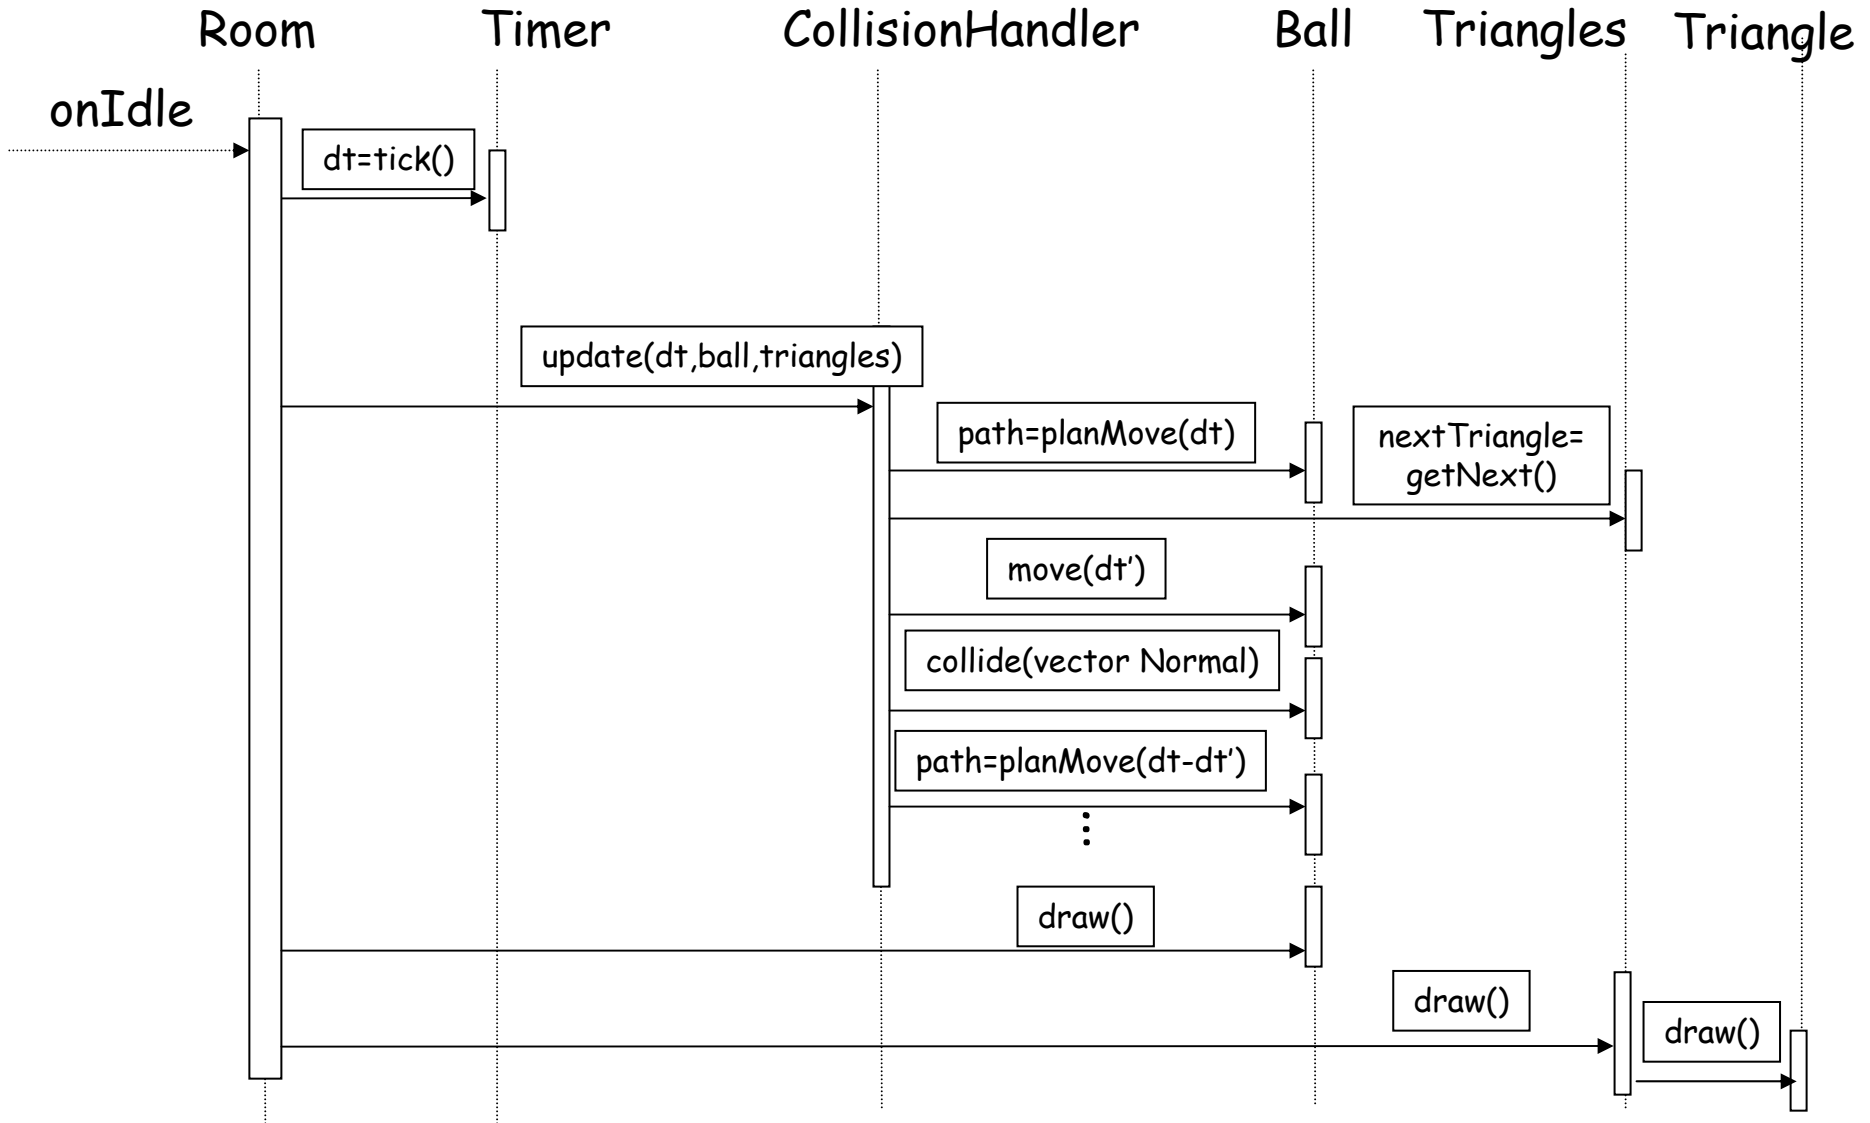 Room
Timer
CollisionHandler
Ball
Triangles
Triangle
onIdle
dt=tick()
update(dt,ball,triangles)
path=planMove(dt)
nextTriangle=
getNext()
move(dt’)
collide(vector Normal)
path=planMove(dt-dt’)
⋮
draw()
draw()
draw()